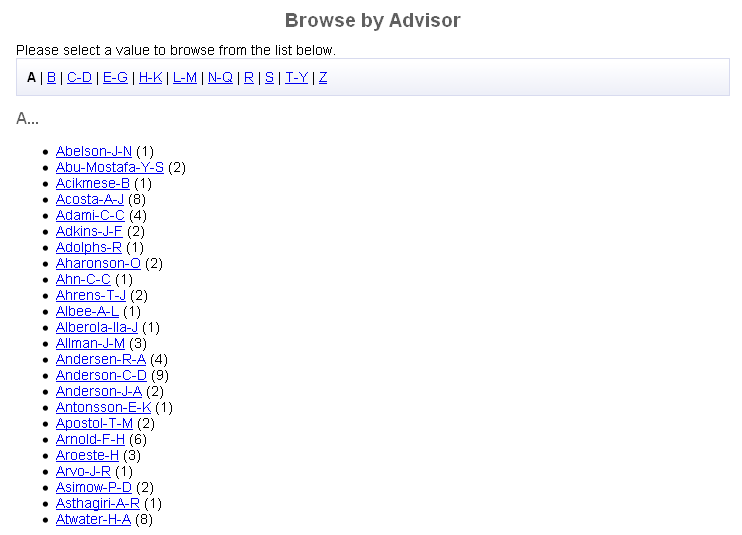 Browse by Advisor
Please select a value to browse from the list below.
A | B | C-D | E-G | H-K | L-M | N-Q | R | S | T-Y | Z
A...
Abelson-J-N (1)
Abu-Mostafa-Y-S (2)
Acikmese-B (1)
Acosta-A-J (8)
Adami-C-C (4)
Adkins-J-F (2)
Adolphs-R (1)
Aharonson-O (2)
Ahn-C-C (1)
Ahrens-T-J (2)
Albee-A-L (1)
Alberola-Ila-J (1)
Allman-J-M (3)
Andersen-R-A (4)
Anderson-C-D (9)
Anderson-J-A (2)
Antonsson-E-K (1)
Apostol-T-M (2)
Arnold-F-H (6)
Aroeste-H (3)
Arvo-J-R (1)
Asimow-P-D (2)
Asthagiri-A-R (1)
Atwater-H-A (8)